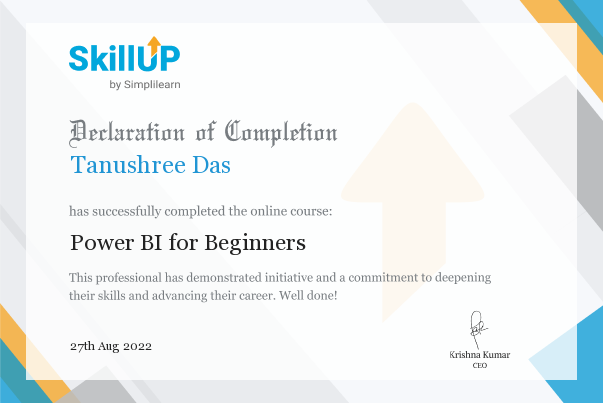 SkillUP
by Simplilearn
Declaration of Completion
Tanushree Das
has successfully completed the online course:
Power BI for Beginners
This professional has demonstrated initiative and a commitment to deepening
their skills and advancing their career. Well done!
27th Aug 2022
Krishna Kumar
CEO